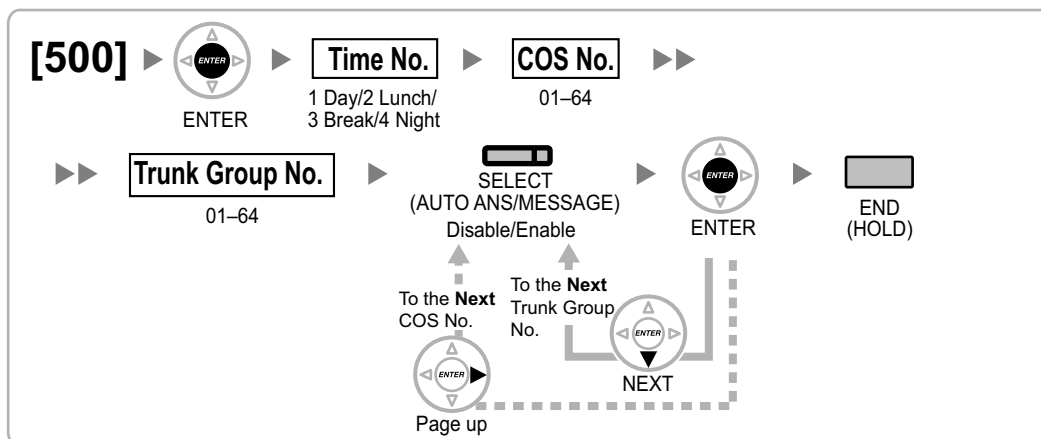 [500]
ENTER
ENTER
Time No.
1 Day/2 Lunch/
3 Break/4 Night
COS No.
01–64
Trunk Group No.
01–64
SELECT
(AUTO ANS/MESSAGE)
Disable/Enable
ENTER
ENTER
END
(HOLD)
To the Next
COS No.
ENTER
Page up
To the Next
Trunk Group
No.
ENTER
NEXT